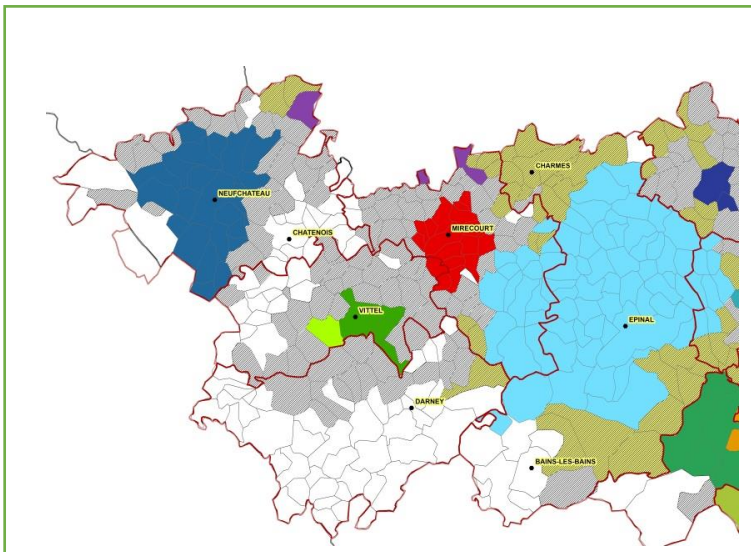 CHARMES
NEUFCHATEAU
CHATENOIS
MIRECOURT
VITTEL
EPINAL
DARNEY
BAINS-LES-BAINS